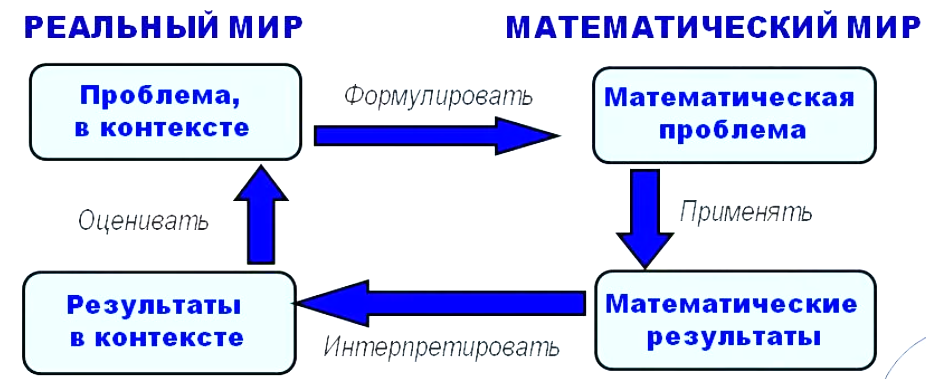 РЕАЛЬНЫЙ МИР
МАТЕМАТИЧЕСКИЙ МИР
Проблема,
в контексте
Формулировать
Математическая
проблема
Оценивать
Применять
Результаты
в контексте
Интерпретировать
Математические
результаты